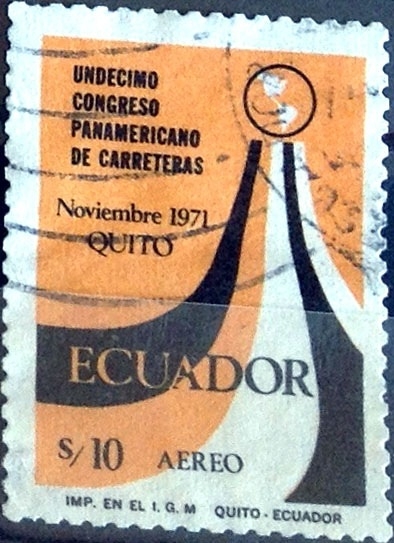 UNDECIMO
CONGRESO
PANAMERICANO
DE CARRETERAS
Noviembre 1971
QUITO
ECUADOR
s/10 AEREO
IMP. EN EL I. G. M QUITO - ECUADOR